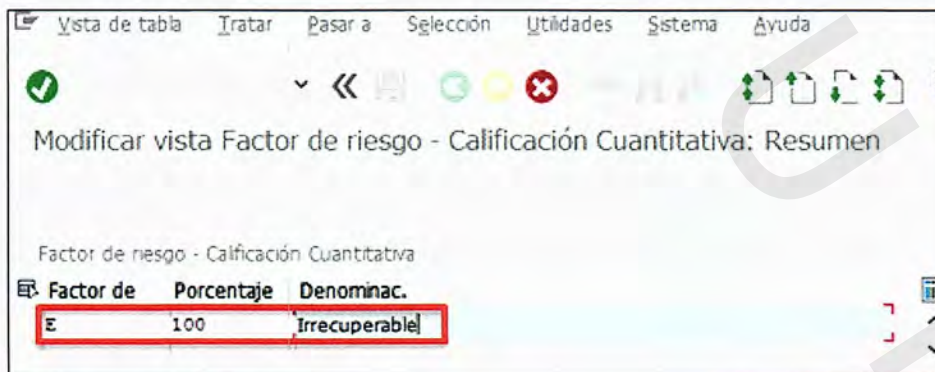 Vista de tabla Tratar Pasar a Selección Utilidades Sistema Ayuda
Modificar vista Factor de riesgo - Calificación Cuantitativa: Resumen
Factor de riesgo - Calificación Cuantitativa
Factor de Porcentaje Denominac.
E 100 Irrecuperable